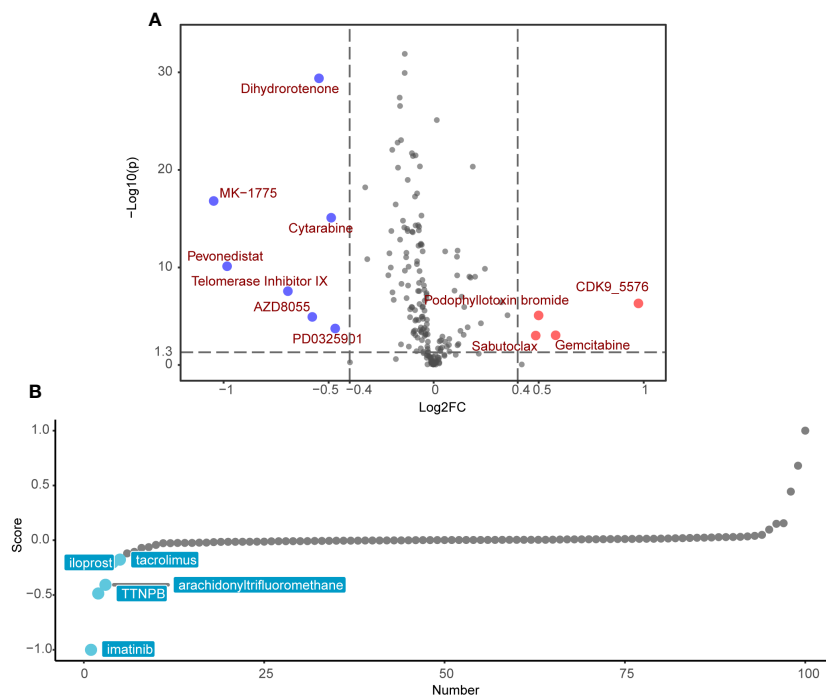 A
30
20
10
1.3
0
−Log10(p)
Dihydrorotenone
MK−1775
Cytarabine
Pevonedistat
Telomerase Inhibitor IX
AZD8055
PD0325901
CDK9_5576
Podophyllotoxin bromide
Sabutoclax
Gemcitabine
−1
−0.5
−0.4
0
0.4
0.5
1
Log2FC
B
1.0
0.5
0.0
−0.5
−1.0
Score
iloprost
tacrolimus
arachidonyltrifluoromethane
TTNPB
imatinib
0
25
50
75
100
Number